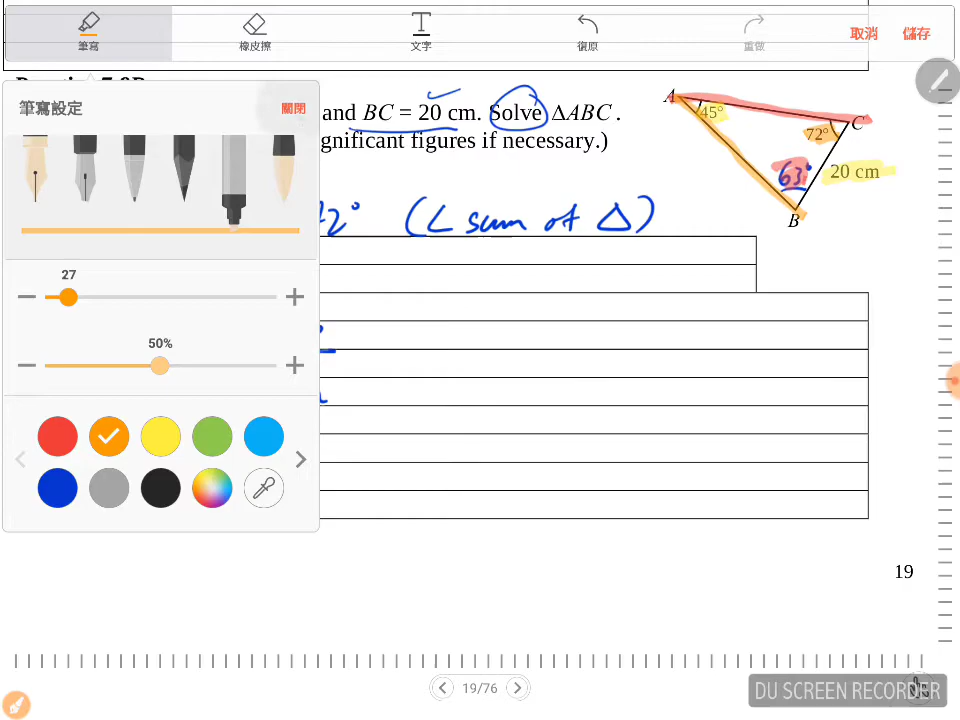 筆寫
橡皮擦
文字
復原
重做
取消
儲存
筆寫設定
關閉
27
50%
and BC = 20 cm. Solve ΔABC .
gnificant figures if necessary.)
A
45°
C
72°
63°
20 cm
B
72° (∠ sum of Δ)
19
19/76
DU SCREEN RECORDER